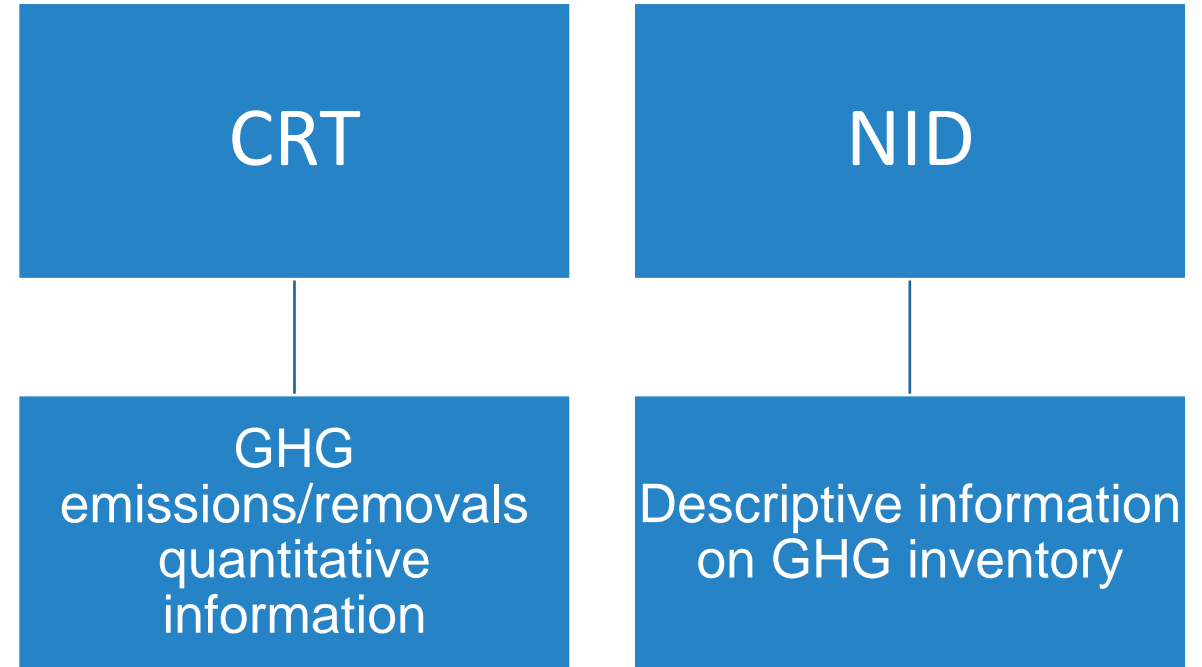 CRT
NID
GHG
emissions/removals
quantitative
information
Descriptive information
on GHG inventory